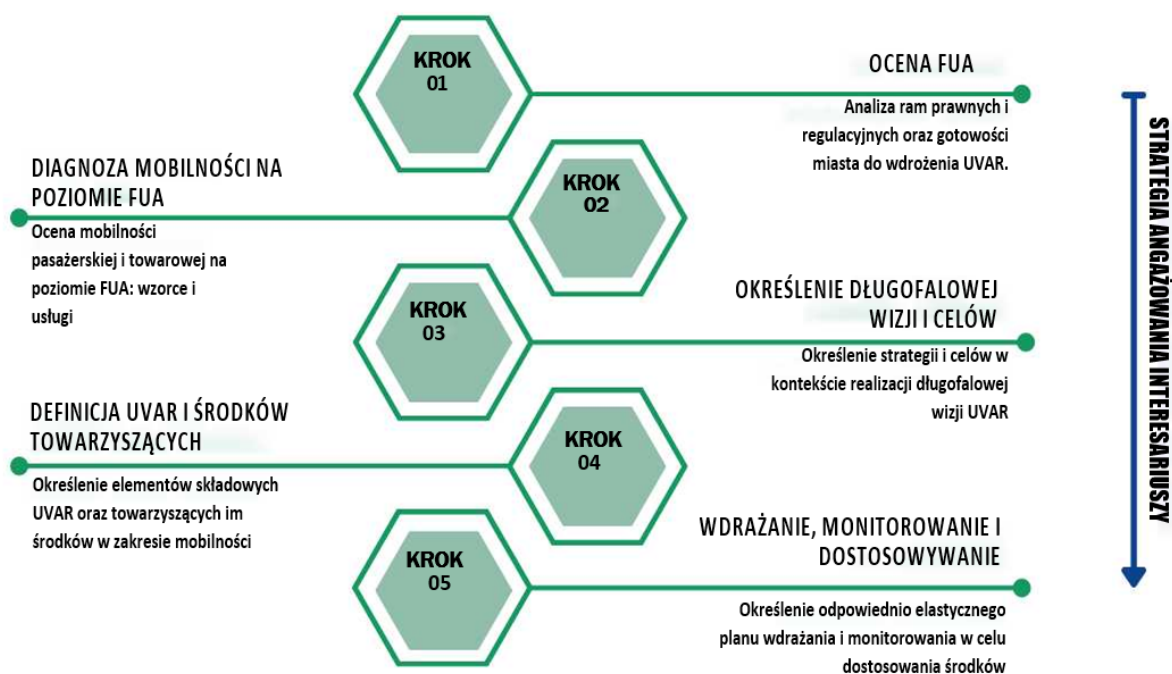 KROK
01
OCENA FUA
Analiza ram prawnych i
regulacyjnych oraz gotowości
miasta do wdrożenia UVAR.
DIAGNOZA MOBILNOŚCI NA
POZIOMIE FUA
Ocena mobilności
pasażerskiej i towarowej na
poziomie FUA: wzorce i
usługi
KROK
02
KROK
03
OKREŚLENIE DŁUGOFALOWEJ
WIZJI I CELÓW
Określenie strategii i celów w
kontekście realizacji długofalowej
wizji UVAR
DEFINICJA UVAR I ŚRODKÓW
TOWARZYSZĄCYCH
Określenie elementów składowych
UVAR oraz towarzyszących im
środków w zakresie mobilności
KROK
04
KROK
05
WDRAŻANIE, MONITOROWANIE I
DOSTOSOWYWANIE
Określenie odpowiednio elastycznego
planu wdrażania i monitorowania w celu
dostosowania środków
STRATEGIA ANGAŻOWANIA INTERESARIUSZY